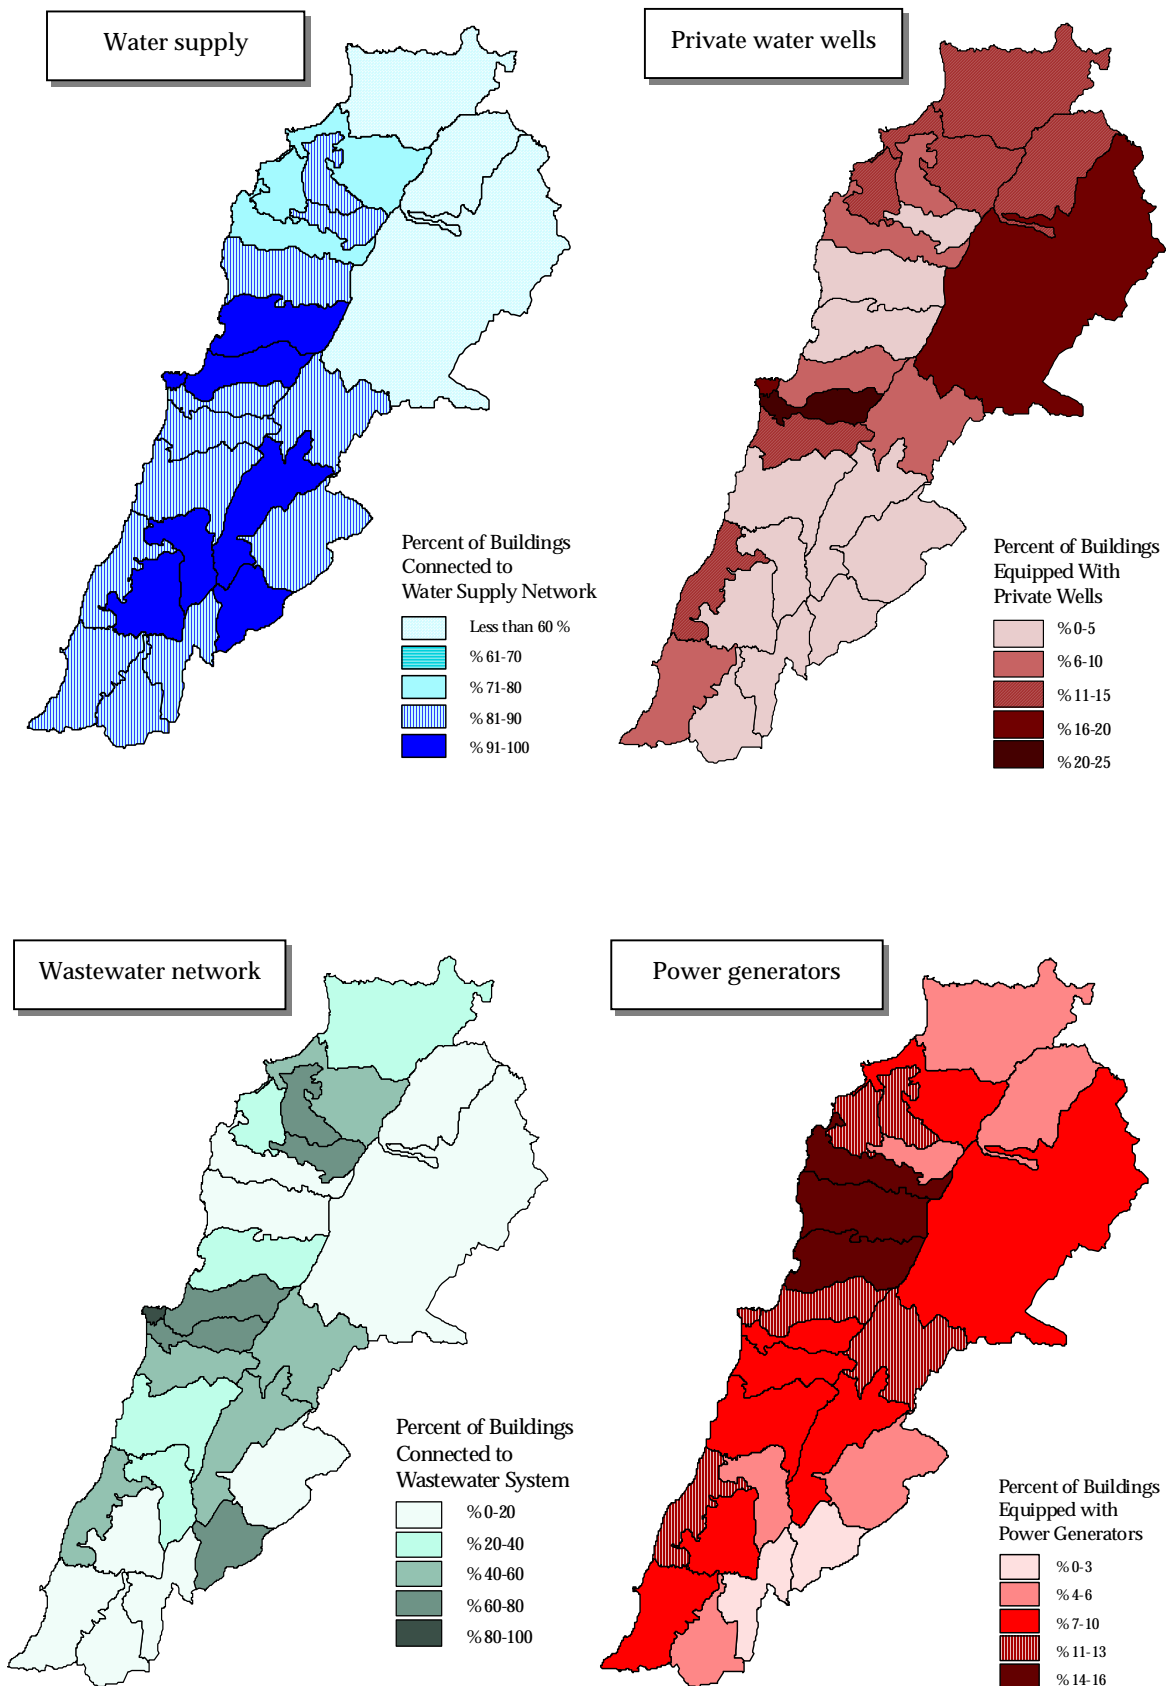 Water supply
Private water wells
Percent of Buildings
Connected to
Water Supply Network
Less than 60 %
% 61-70
% 71-80
% 81-90
% 91-100
Percent of Buildings
Equipped With
Private Wells
% 0-5
% 6-10
% 11-15
% 16-20
% 20-25
Wastewater network
Power generators
Percent of Buildings
Connected to
Wastewater System
% 0-20
% 20-40
% 40-60
% 60-80
% 80-100
Percent of Buildings
Equipped with
Power Generators
% 0-3
% 4-6
% 7-10
% 11-13
% 14-16